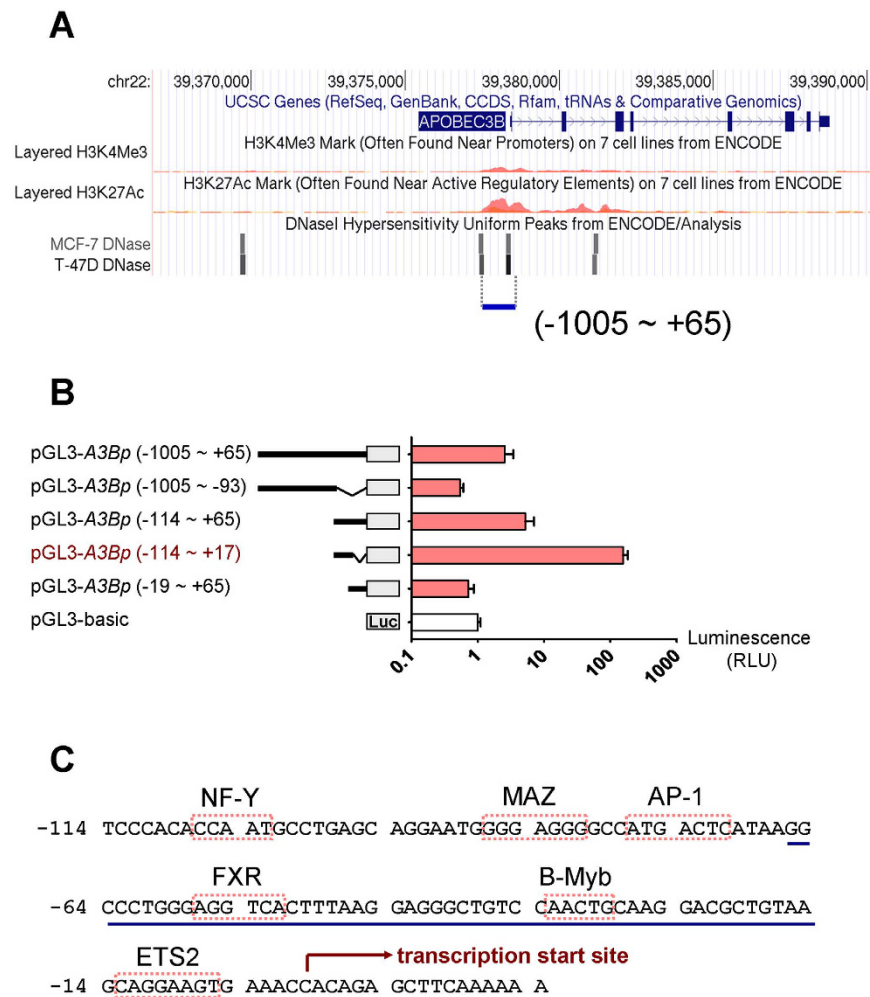 A
chr22: 39,370,000 39,375,000 39,380,000 39,385,000 39,390,000
UCSC Genes (RefSeq, GenBank, CCDS, Rfam, tRNAs & Comparative Genomics)
APOBEC3B
H3K4Me3 Mark (Often Found Near Promoters) on 7 cell lines from ENCODE
Layered H3K4Me3
H3K27Ac Mark (Often Found Near Active Regulatory Elements) on 7 cell lines from ENCODE
Layered H3K27Ac
DNaseI Hypersensitivity Uniform Peaks from ENCODE/Analysis
MCF-7 DNase
T-47D DNase
(-1005 ~ +65)
B
pGL3-A3Bp (-1005 ~ +65)
pGL3-A3Bp (-1005 ~ -93)
pGL3-A3Bp (-114 ~ +65)
pGL3-A3Bp (-114 ~ +17)
pGL3-A3Bp (-19 ~ +65)
pGL3-basic Luc
0.1 1 10 100 1000
Luminescence
(RLU)
C
NF-Y MAZ AP-1
-114 TCCCACACCA ATGCCTGAGC AGGAATGGGG AGGGGCCATG ACTCATAAGG
FXR B-Myb
-64 CCCTGGGAGG TCACTTTAAG GAGGGCTGTC CAACTGCAAG GACGCTGTAA
ETS2 transcription start site
-14 GCAGGAAGTG AAACCACAGA GCTTCAAAAA A